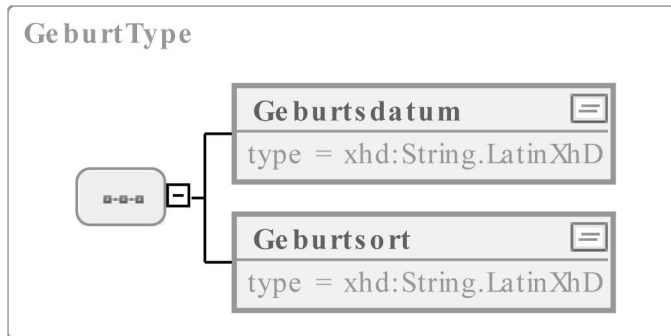 GeburtType
Geburtsdatum
type = xhd:String.LatinXhD
Geburtsort
type = xhd:String.LatinXhD